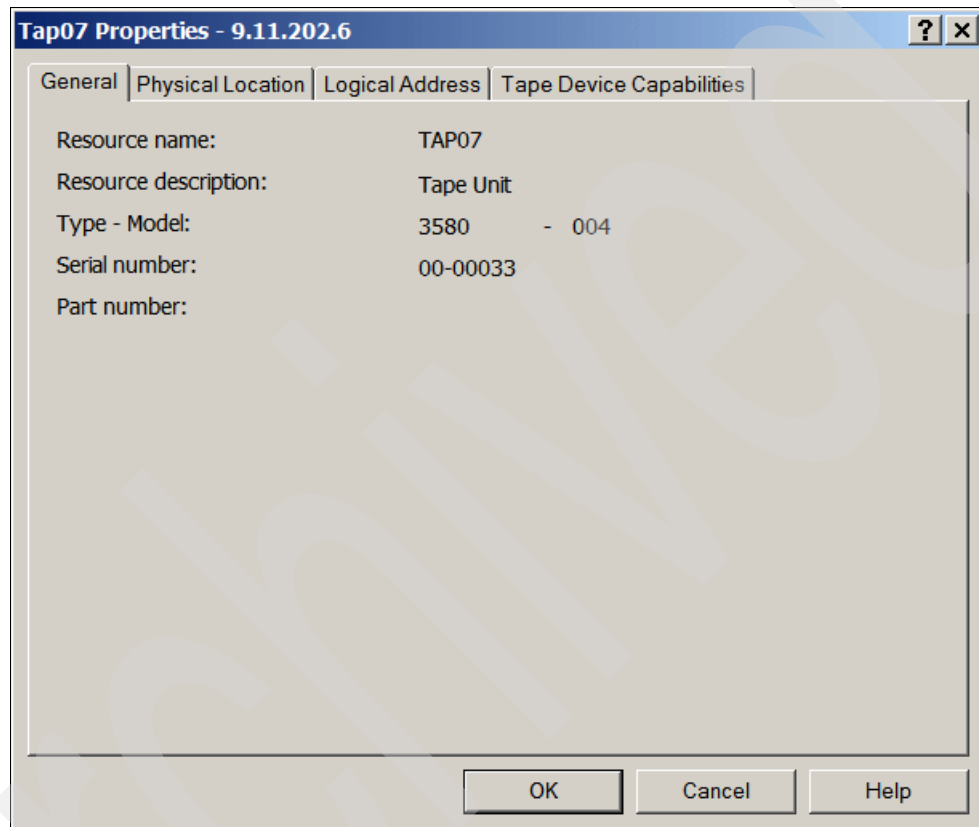 Tap07 Properties - 9.11.202.6 ? ×
General Physical Location Logical Address Tape Device Capabilities
Resource name: TAP07
Resource description: Tape Unit
Type - Model: 3580 - 004
Serial number: 00-00033
Part number:
OK Cancel Help